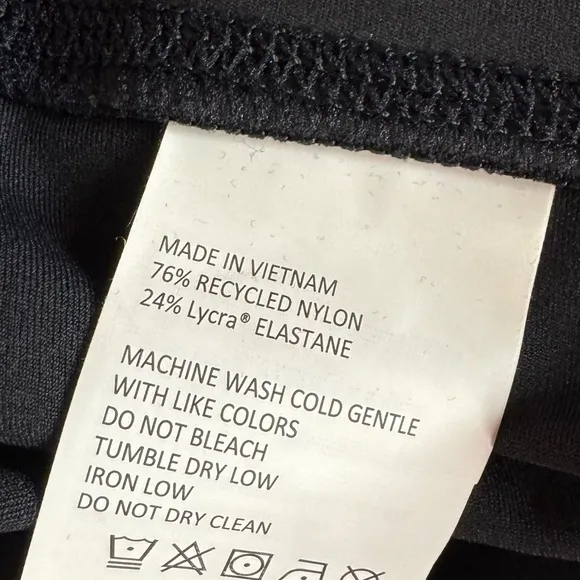 MADE IN VIETNAM
76% RECYCLED NYLON
24% Lycra® ELASTANE
MACHINE WASH COLD GENTLE
WITH LIKE COLORS
DO NOT BLEACH
TUMBLE DRY LOW
IRON LOW
DO NOT DRY CLEAN